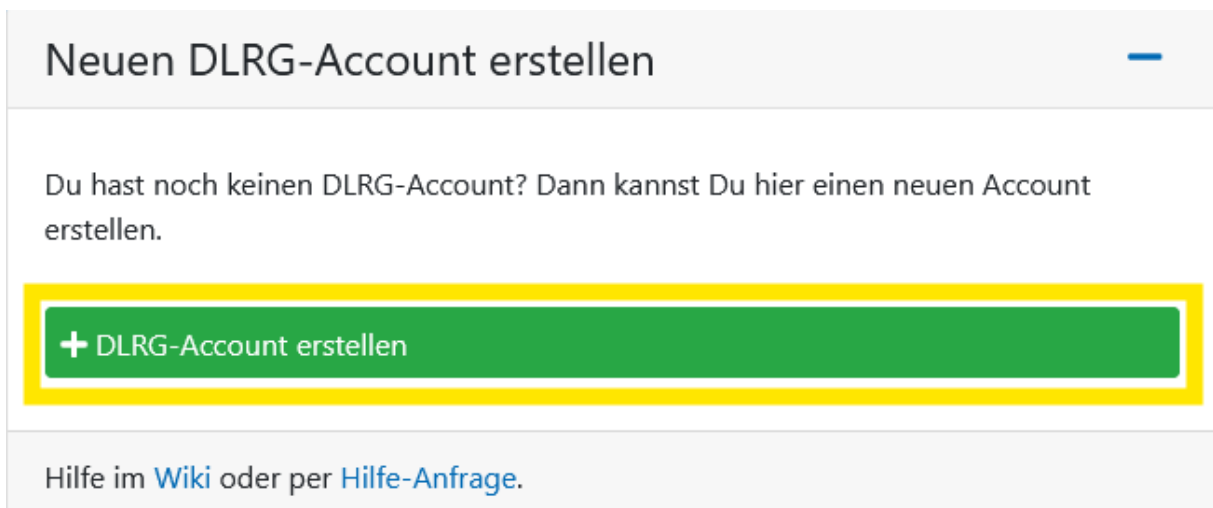 Neuen DLRG-Account erstellen
Du hast noch keinen DLRG-Account? Dann kannst Du hier einen neuen Account
erstellen.
DLRG-Account erstellen
Hilfe im Wiki oder per Hilfe-Anfrage.